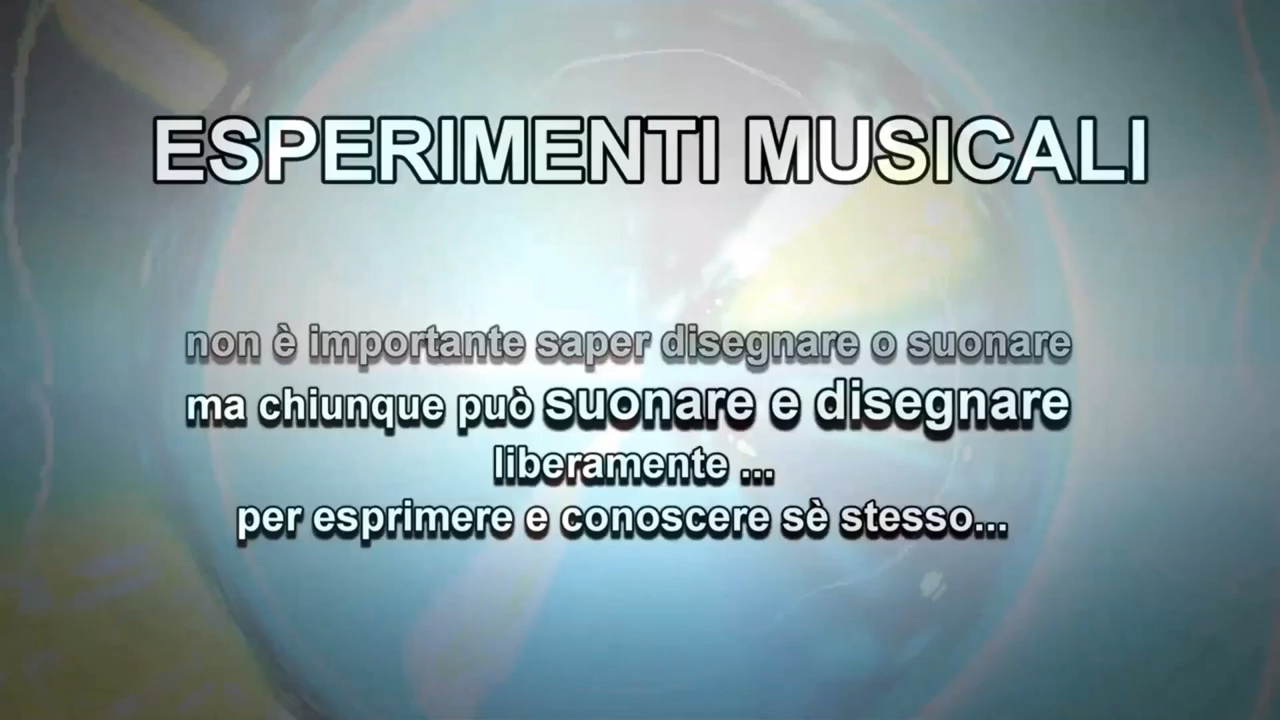 ESPERIMENTI MUSICALI
non è importante saper disegnare o suonare
ma chiunque può suonare e disegnare
liberamente ...
per esprimere e conoscere sè stesso...